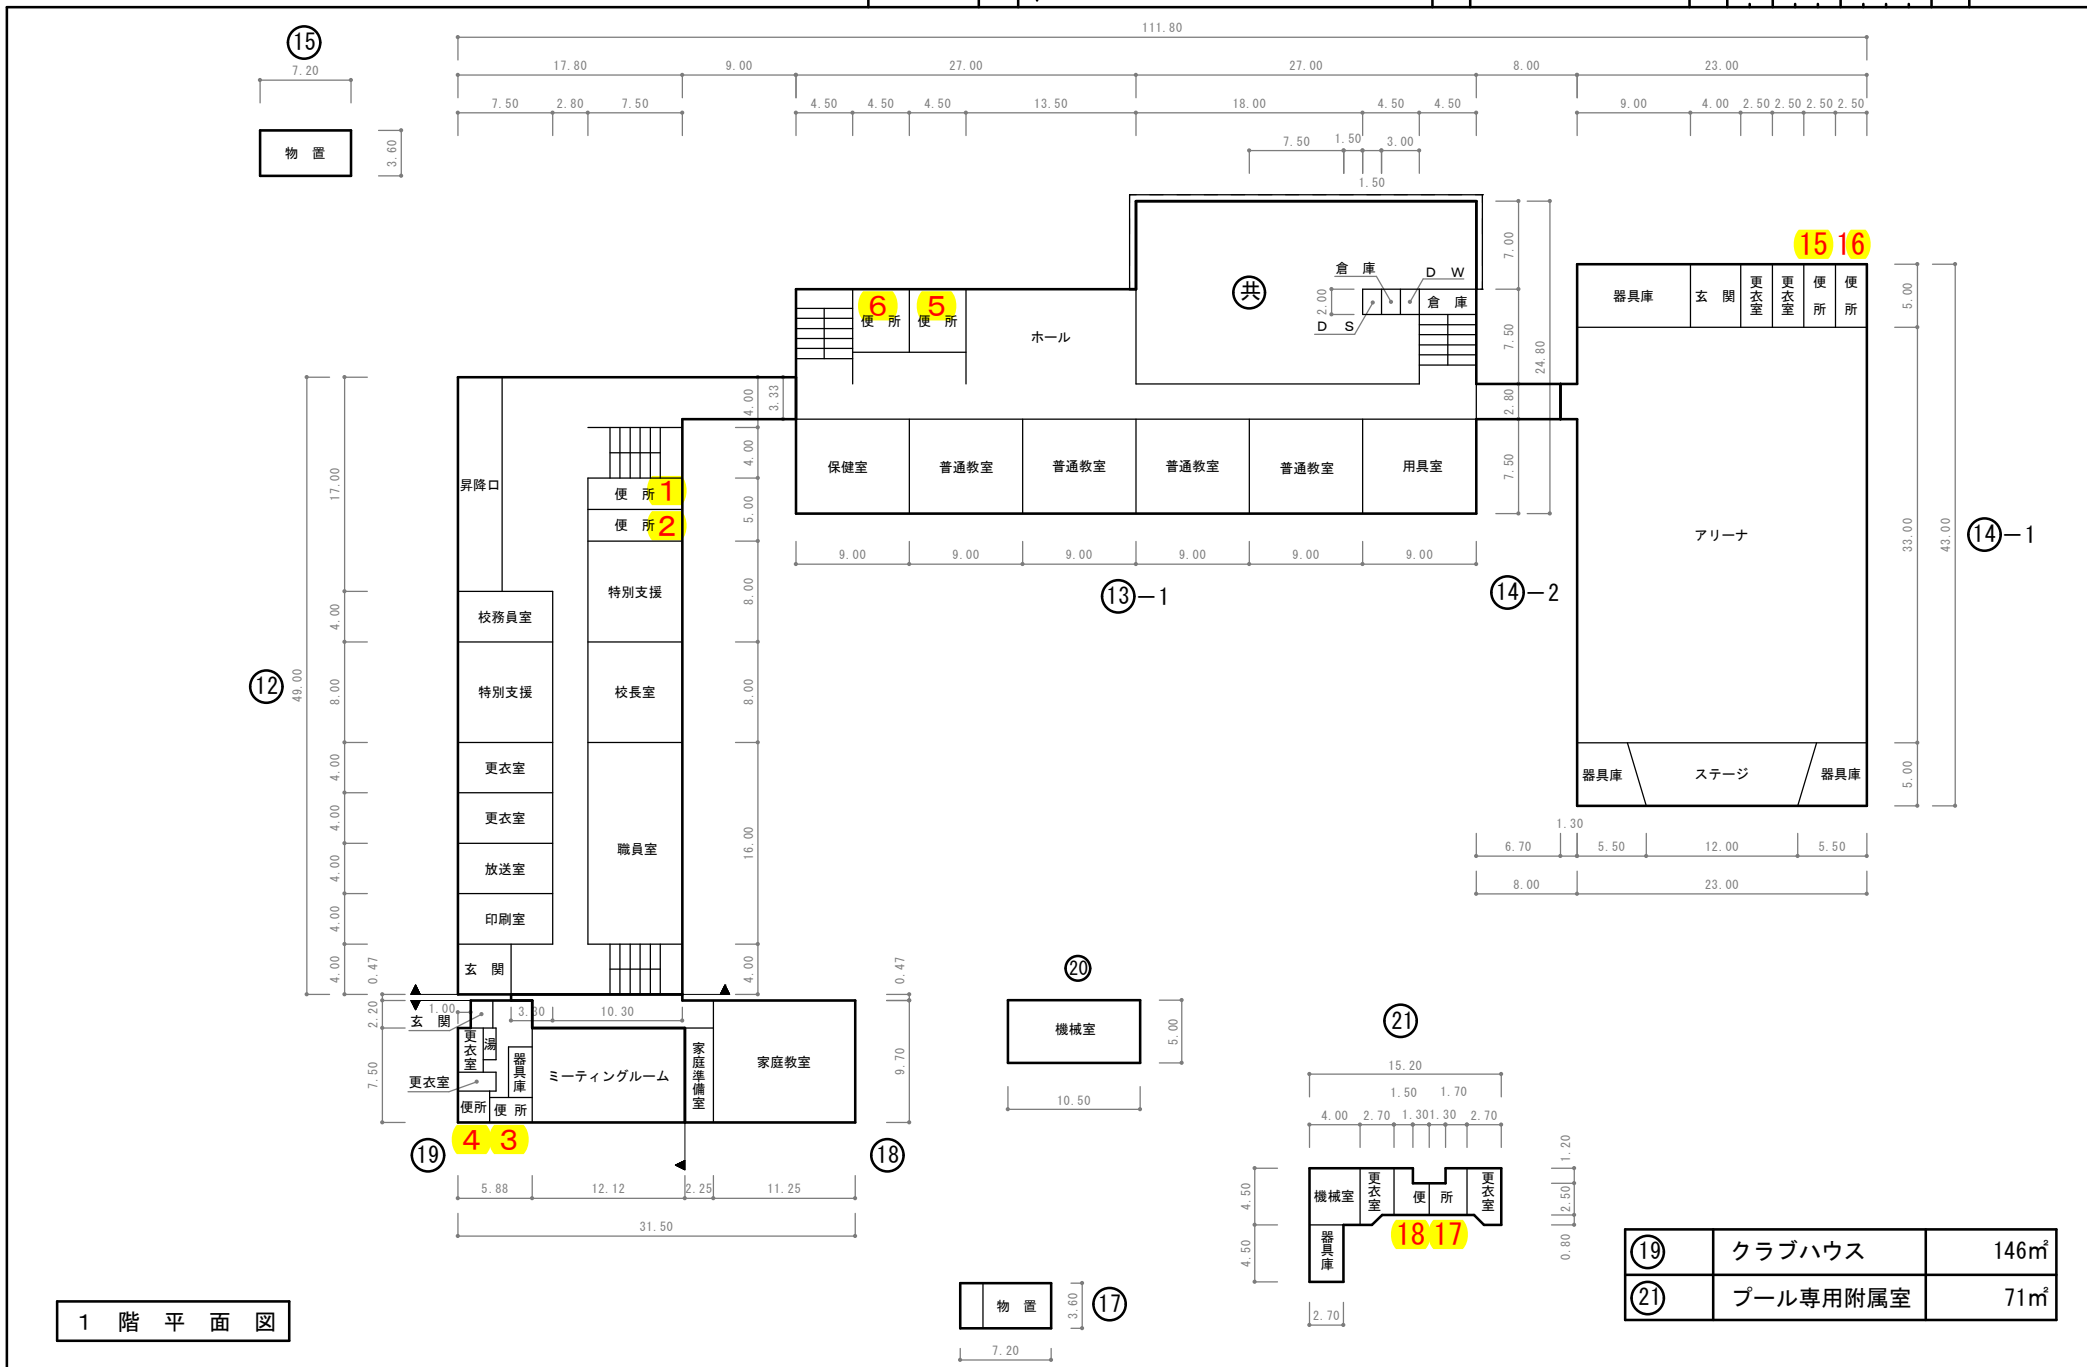 111.80
⑮
7.20
17.80 9.00 27.00 27.00 8.00 23.00
7.50 2.80 7.50 4.50 4.50 4.50 13.50 18.00 4.50 4.50 9.00 4.00 2.50 2.50 2.50 2.50
物 置
3.60
7.50 1.50 3.00
1.50
7.00
15 16
倉 庫 D W
㊓
6 5
便 所 便 所
2.00
倉 庫
D S
ホール
7.50
24.80
器具庫 玄 関 更衣室 更衣室 便所 便所
5.00
4.00
3.33
2.80
49.00
17.00
昇降口
4.00
便 所 1
便 所 2
5.00
保健室 普通教室 普通教室 普通教室 普通教室 用具室
7.50
アリーナ
33.00
43.00
⑭－1
9.00 9.00 9.00 9.00 9.00 9.00
⑬－1
⑭－2
特別支援
8.00
4.00
校務員室
⑫
8.00
特別支援 校長室
8.00
4.00
更衣室
器具庫 ステージ 器具庫
5.00
4.00
更衣室
1.30
4.00
放送室
職員室
16.00
6.70 5.50 12.00 5.50
8.00 23.00
4.00
印刷室
4.00
玄 関
4.00
0.47
0.47
⑳
2.20
1.00 3.30 10.30
玄 関
更衣室
湯
器具庫
更衣室
便所 便 所
7.50
ミーティングルーム
家庭準備室
家庭教室
9.70
機械室
5.00
10.50
㉑
15.20
1.50 1.70
4.00 2.70 1.30 1.30 2.70
1.20
4 3
⑲
⑱
5.88 12.12 2.25 11.25
31.50
4.50
機械室 更衣室 便 所 更衣室
2.50
18 17
0.80
4.50
器具庫
2.70
⑲ クラブハウス 146㎡
㉑ プール専用附属室 71㎡
物 置
3.60
⑰
7.20
1 階 平 面 図